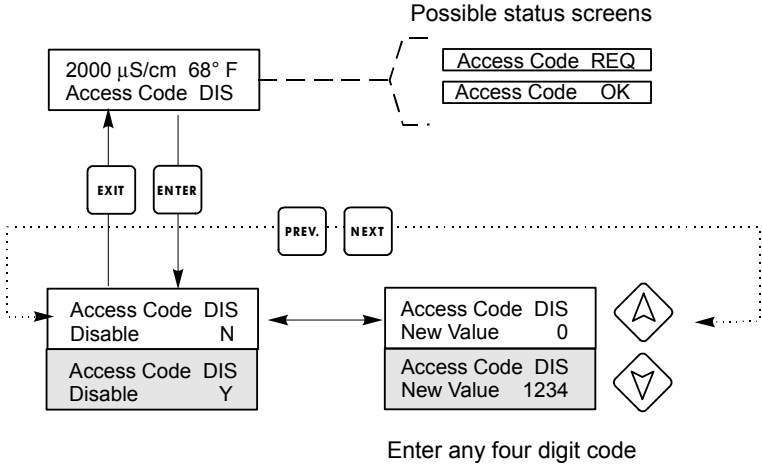 Possible status screens
2000 µS/cm 68° F
Access Code DIS
Access Code REQ
Access Code OK
EXIT
ENTER
PREV.
NEXT
Access Code DIS
Disable N
Access Code DIS
Disable Y
Access Code DIS
New Value 0
Access Code DIS
New Value 1234
Enter any four digit code